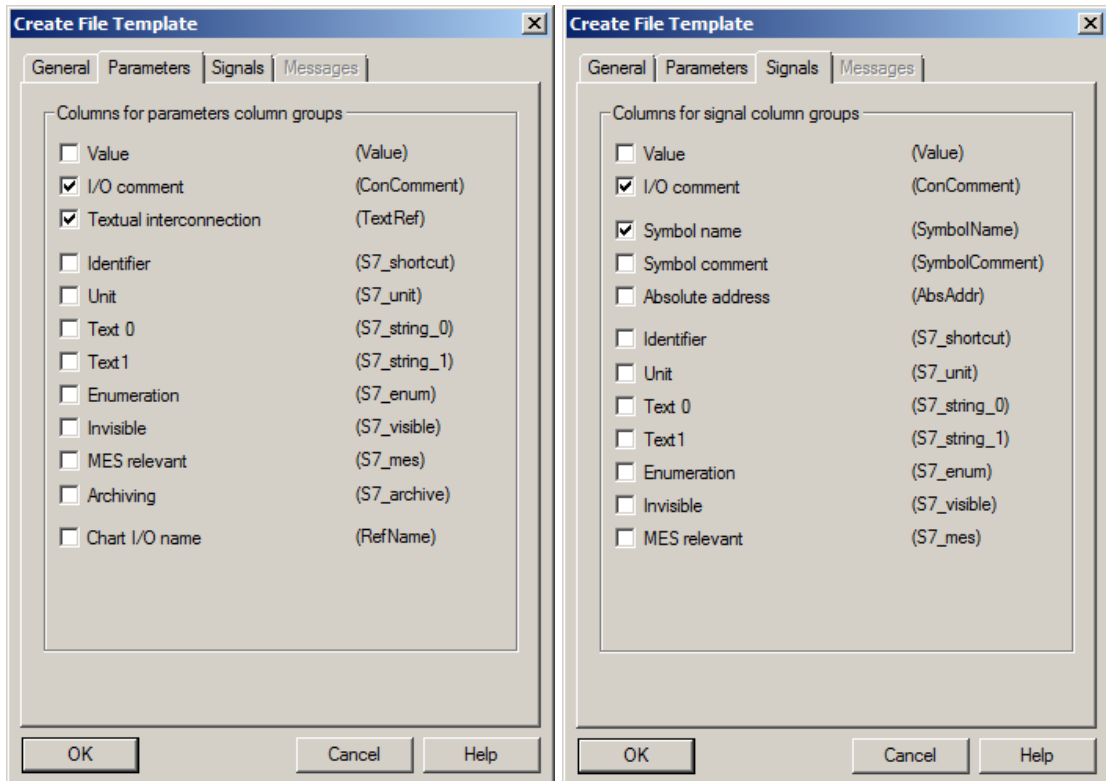 Create File Template
General Parameters Signals Messages
Columns for parameters column groups
Value (Value)
I/O comment (ConComment)
Textual interconnection (TextRef)
Identifier (S7_shortcut)
Unit (S7_unit)
Text 0 (S7_string_0)
Text1 (S7_string_1)
Enumeration (S7_enum)
Invisible (S7_visible)
MES relevant (S7_mes)
Archiving (S7_archive)
Chart I/O name (RefName)
OK Cancel Help
Create File Template
General Parameters Signals Messages
Columns for signal column groups
Value (Value)
I/O comment (ConComment)
Symbol name (SymbolName)
Symbol comment (SymbolComment)
Absolute address (AbsAddr)
Identifier (S7_shortcut)
Unit (S7_unit)
Text 0 (S7_string_0)
Text1 (S7_string_1)
Enumeration (S7_enum)
Invisible (S7_visible)
MES relevant (S7_mes)
OK Cancel Help